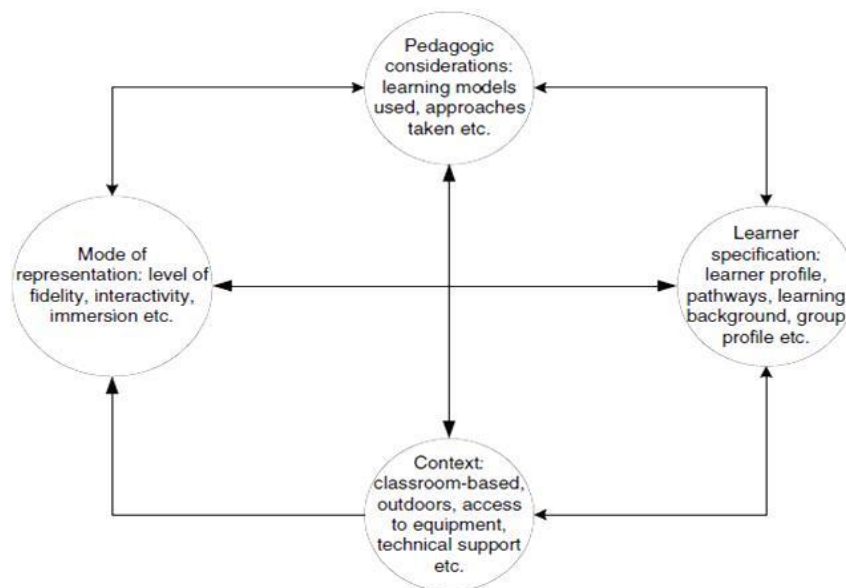 Pedagogic
considerations:
learning models
used, approaches
taken etc.
Mode of
representation: level of
fidelity, interactivity,
immersion etc.
Learner
specification:
learner profile,
pathways, learning
background, group
profile etc.
Context:
classroom-based,
outdoors, access
to equipment,
technical support
etc.